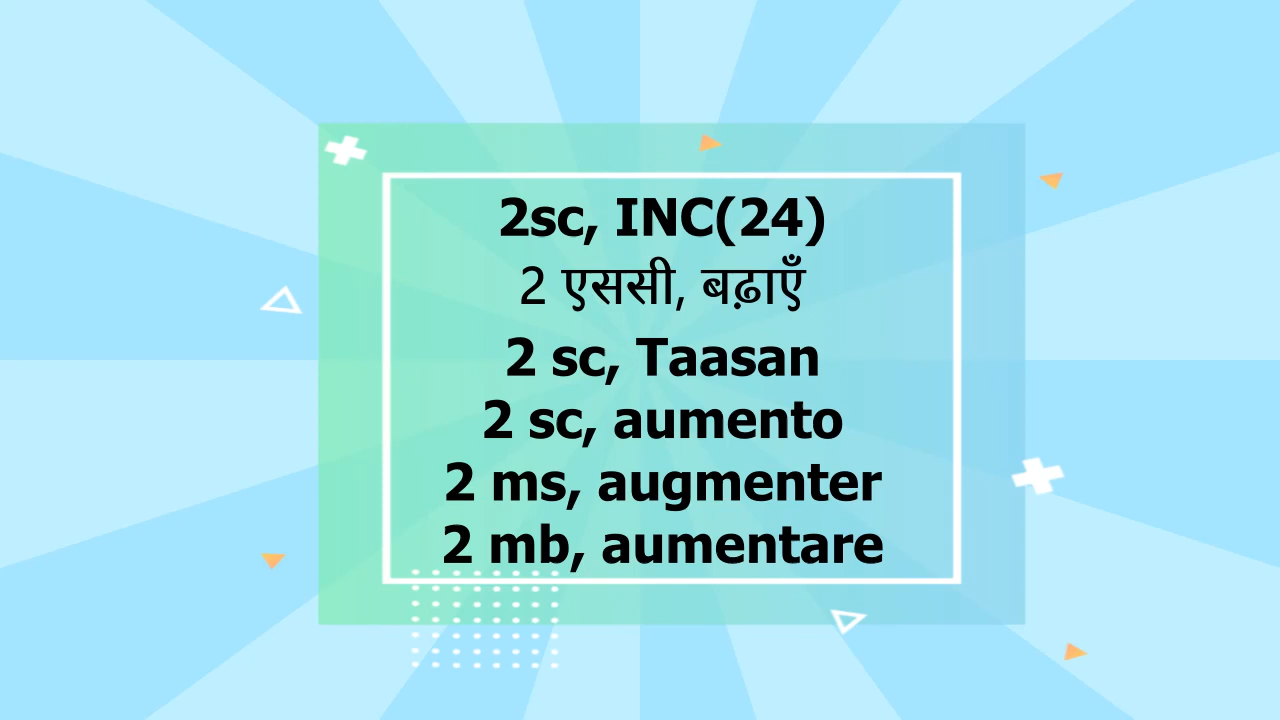 2sc, INC(24)
2 एससी, बढ़ाएँ
2 sc, Taasan
2 sc, aumento
2 ms, augmenter
2 mb, aumentare